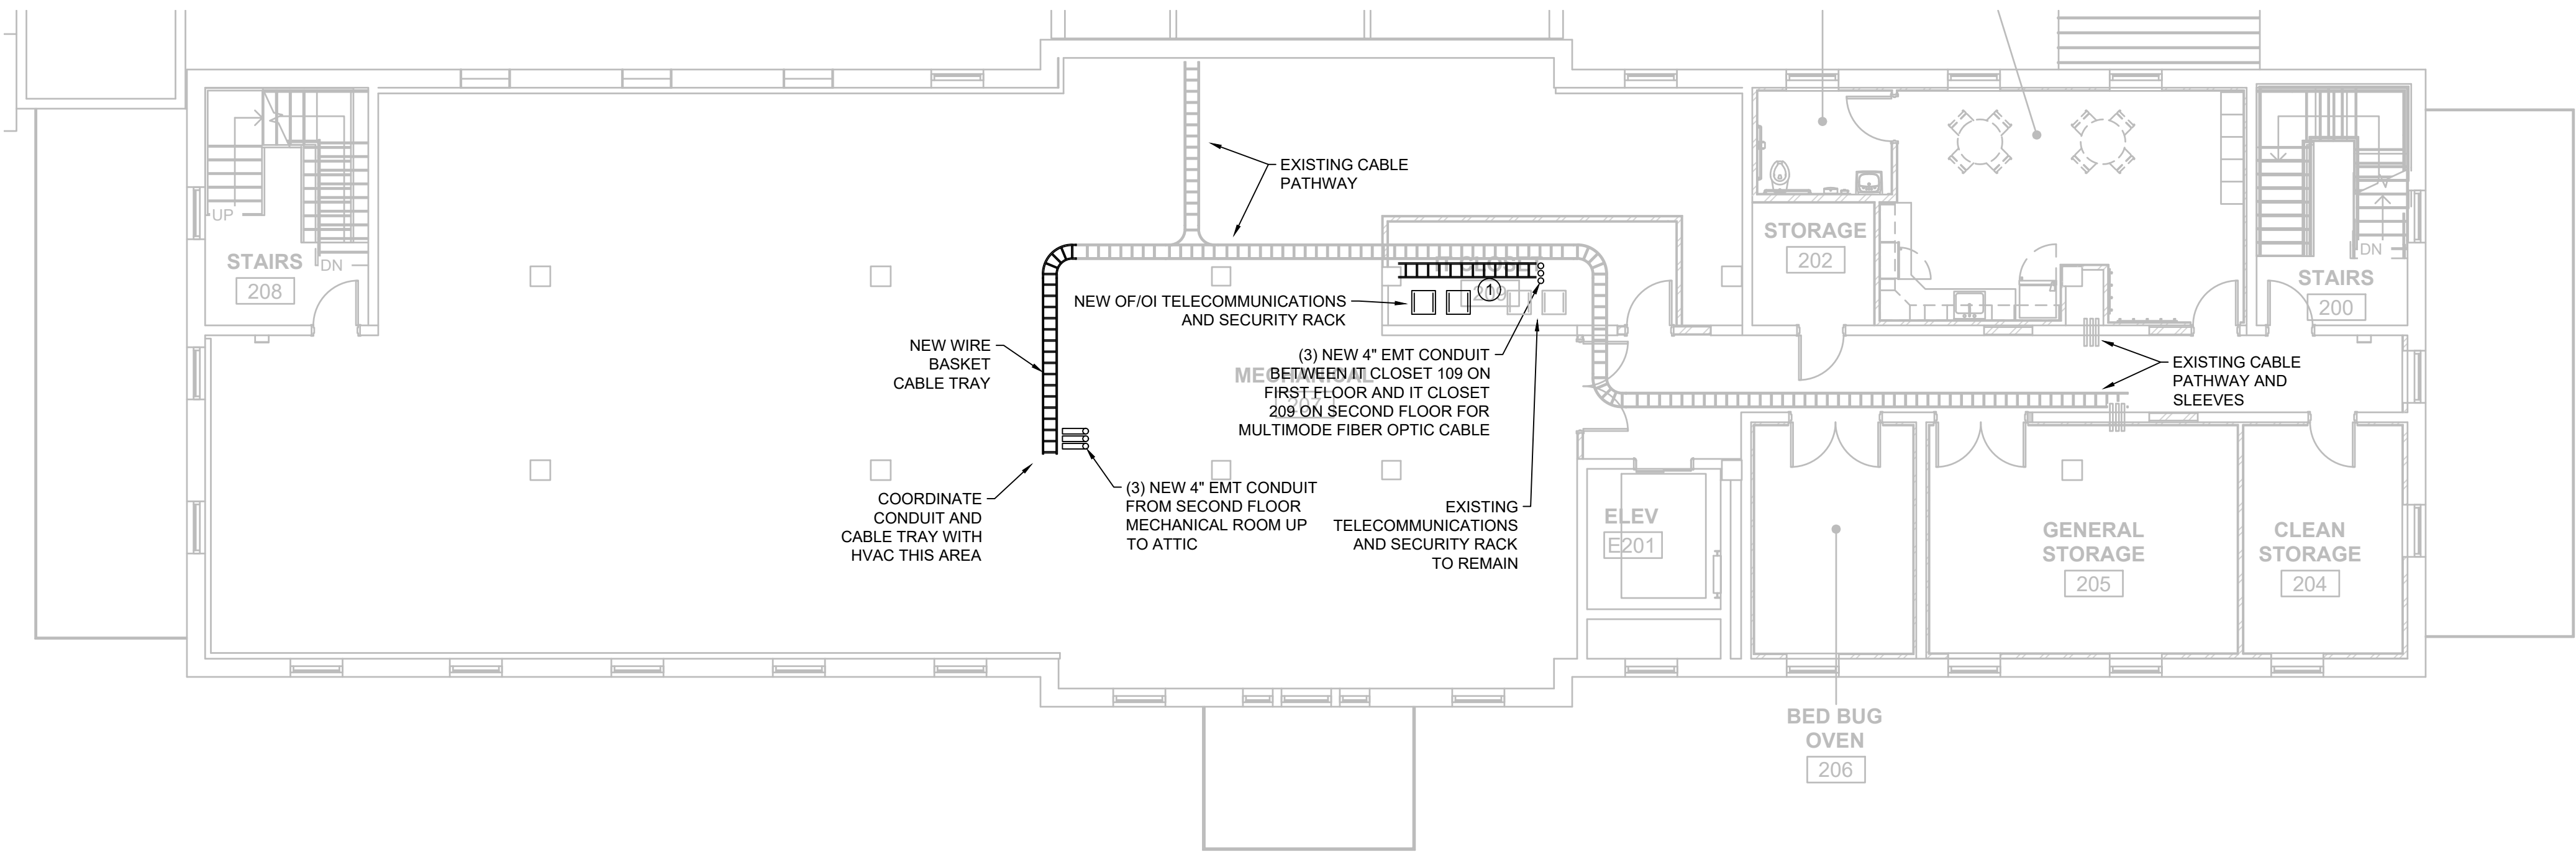 EXISTING CABLE
PATHWAY
UP
STAIRS
208
DN
STORAGE
202
DN
STAIRS
200
IT CLOSET
209
1
NEW OF/OI TELECOMMUNICATIONS
AND SECURITY RACK
NEW WIRE
BASKET
CABLE TRAY
MECHANICAL
207
(3) NEW 4" EMT CONDUIT
BETWEEN IT CLOSET 109 ON
FIRST FLOOR AND IT CLOSET
209 ON SECOND FLOOR FOR
MULTIMODE FIBER OPTIC CABLE
EXISTING CABLE
PATHWAY AND
SLEEVES
COORDINATE
CONDUIT AND
CABLE TRAY WITH
HVAC THIS AREA
(3) NEW 4" EMT CONDUIT
FROM SECOND FLOOR
MECHANICAL ROOM UP
TO ATTIC
EXISTING
TELECOMMUNICATIONS
AND SECURITY RACK
TO REMAIN
ELEV
E201
GENERAL
STORAGE
205
CLEAN
STORAGE
204
BED BUG
OVEN
206